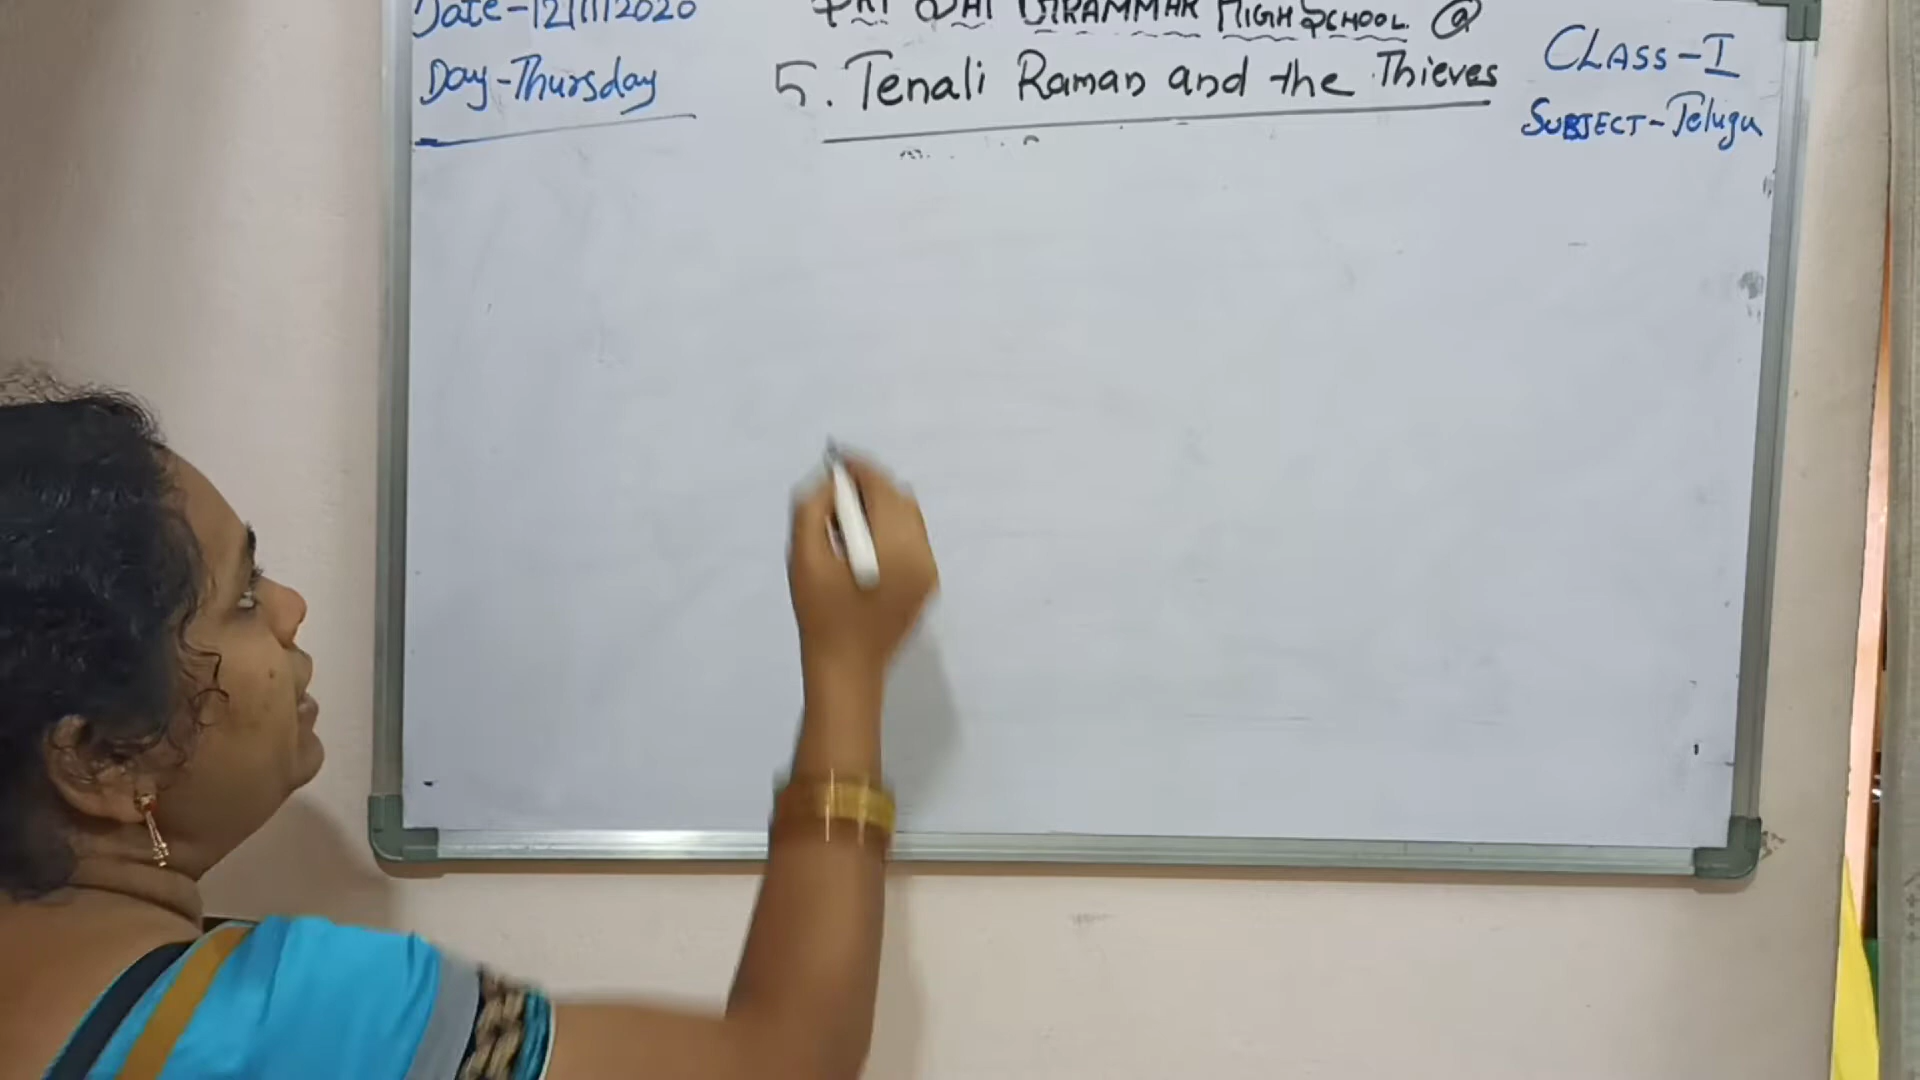 Date-12/11/2020
SRI SAI GRAMMAR HIGH SCHOOL @
CLASS-I
Day-Thursday
5. Tenali Raman and the Thieves
SUBJECT-Telugu